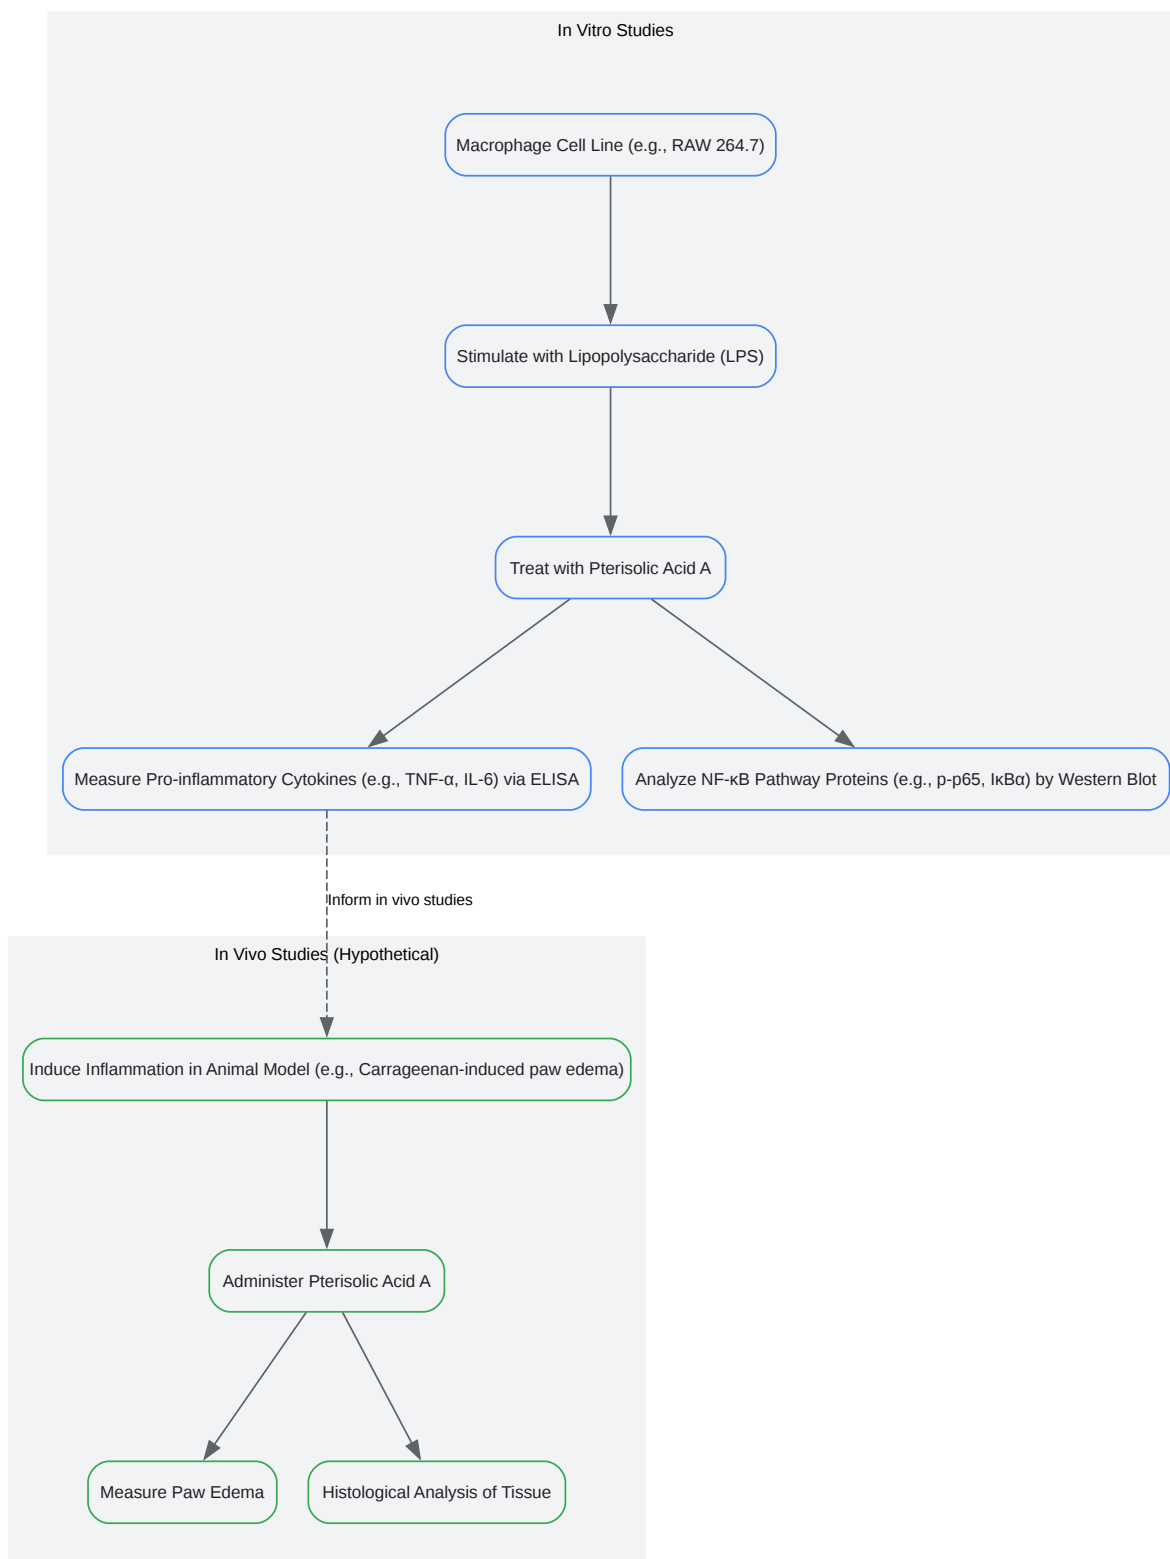 In Vitro Studies
Macrophage Cell Line (e.g., RAW 264.7)
Stimulate with Lipopolysaccharide (LPS)
Treat with Pterisolic Acid A
Measure Pro-inflammatory Cytokines (e.g., TNF-α, IL-6) via ELISA
Analyze NF-κB Pathway Proteins (e.g., p-p65, IκBα) by Western Blot
Inform in vivo studies
In Vivo Studies (Hypothetical)
Induce Inflammation in Animal Model (e.g., Carrageenan-induced paw edema)
Administer Pterisolic Acid A
Measure Paw Edema
Histological Analysis of Tissue